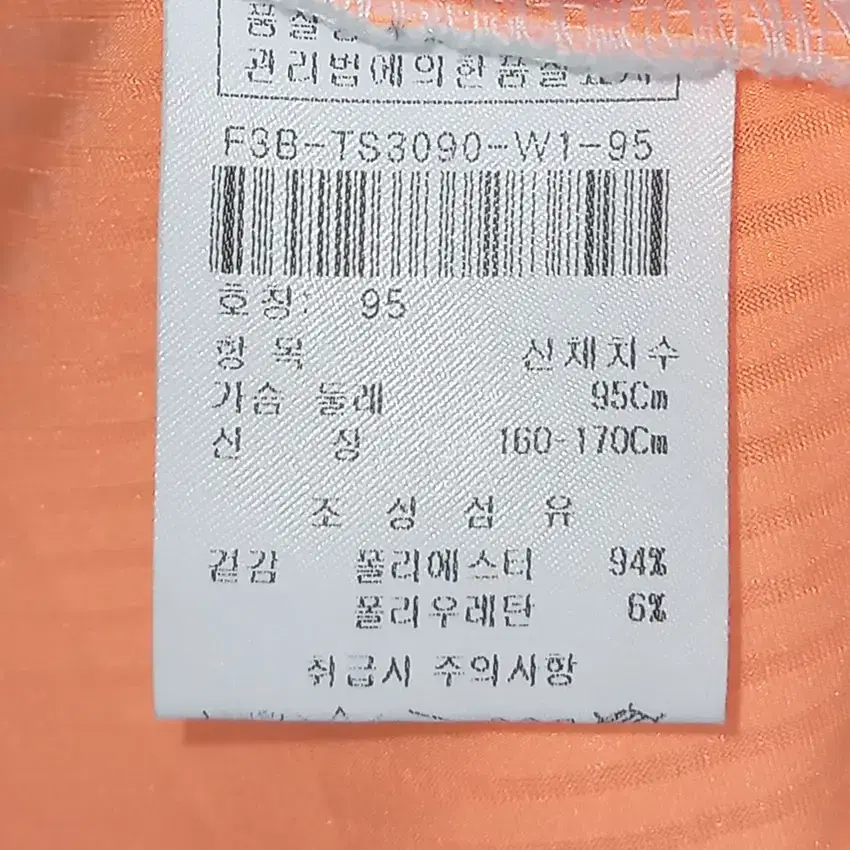 관리법에의한품질표시
F3B-TS3090-W1-95
호칭: 95
항 목 신체치수
가슴 둘레 95Cm
신 장 160-170Cm
조 성 섬 유
겉감 폴리에스터 94%
폴리우레탄 6%
취급시 주의사항